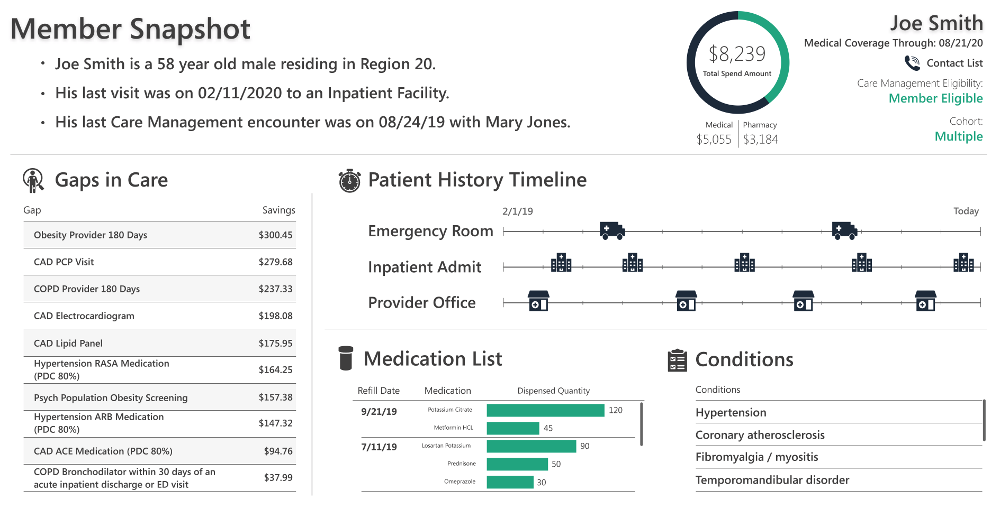 Member Snapshot
• Joe Smith is a 58 year old male residing in Region 20.
• His last visit was on 02/11/2020 to an Inpatient Facility.
• His last Care Management encounter was on 08/24/19 with Mary Jones.
$8,239
Total Spend Amount
Medical | Pharmacy
$5,055 | $3,184
Joe Smith
Medical Coverage Through: 08/21/20
Contact List
Care Management Eligibility:
Member Eligible
Cohort:
Multiple
Gaps in Care
Gap Savings
Obesity Provider 180 Days $300.45
CAD PCP Visit $279.68
COPD Provider 180 Days $237.33
CAD Electrocardiogram $198.08
CAD Lipid Panel $175.95
Hypertension RASA Medication
(PDC 80%) $164.25
Psych Population Obesity Screening $157.38
Hypertension ARB Medication
(PDC 80%) $147.32
CAD ACE Medication (PDC 80%) $94.76
COPD Bronchodilator within 30 days of an
acute inpatient discharge or ED visit $37.99
Patient History Timeline
2/1/19 Today
Emergency Room
Inpatient Admit
Provider Office
Medication List
Refill Date Medication Dispensed Quantity
9/21/19 Potassium Citrate 120
Metformin HCL 45
7/11/19 Losartan Potassium 90
Prednisone 50
Omeprazole 30
Conditions
Conditions
Hypertension
Coronary atherosclerosis
Fibromyalgia / myositis
Temporomandibular disorder